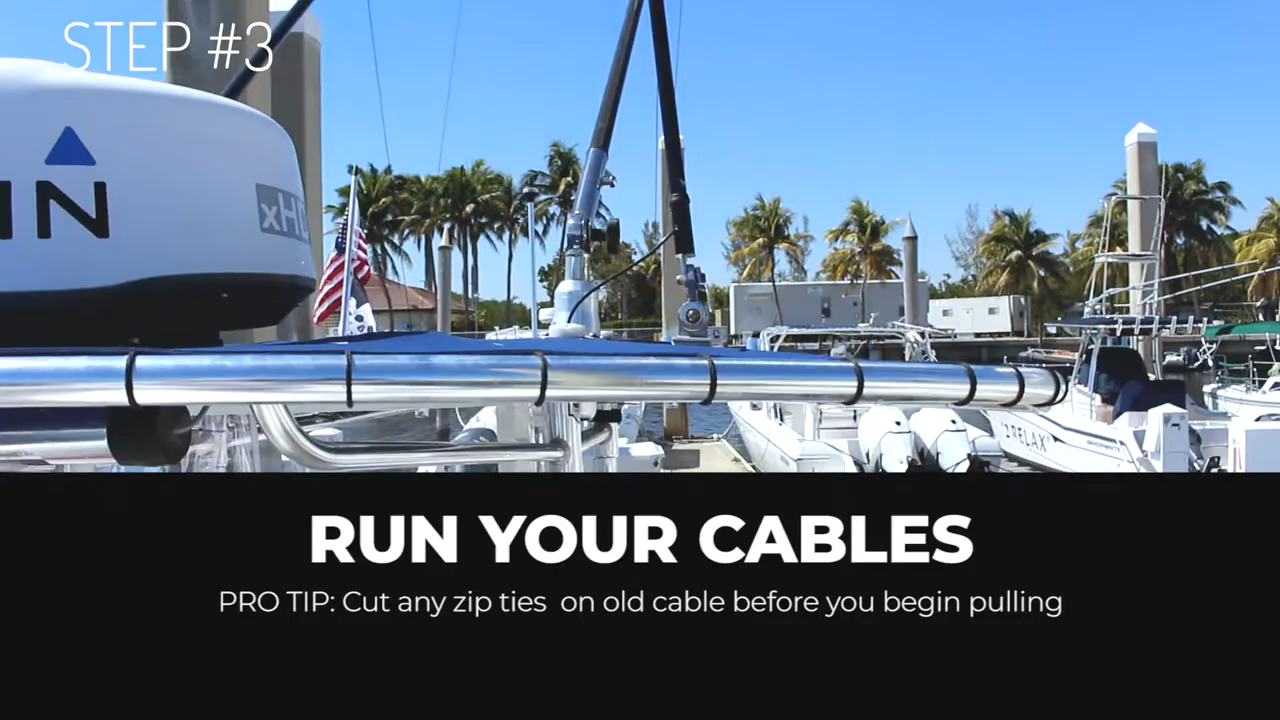 STEP #3
IN
xHD
"I RELAX"
RUN YOUR CABLES
PRO TIP: Cut any zip ties on old cable before you begin pulling